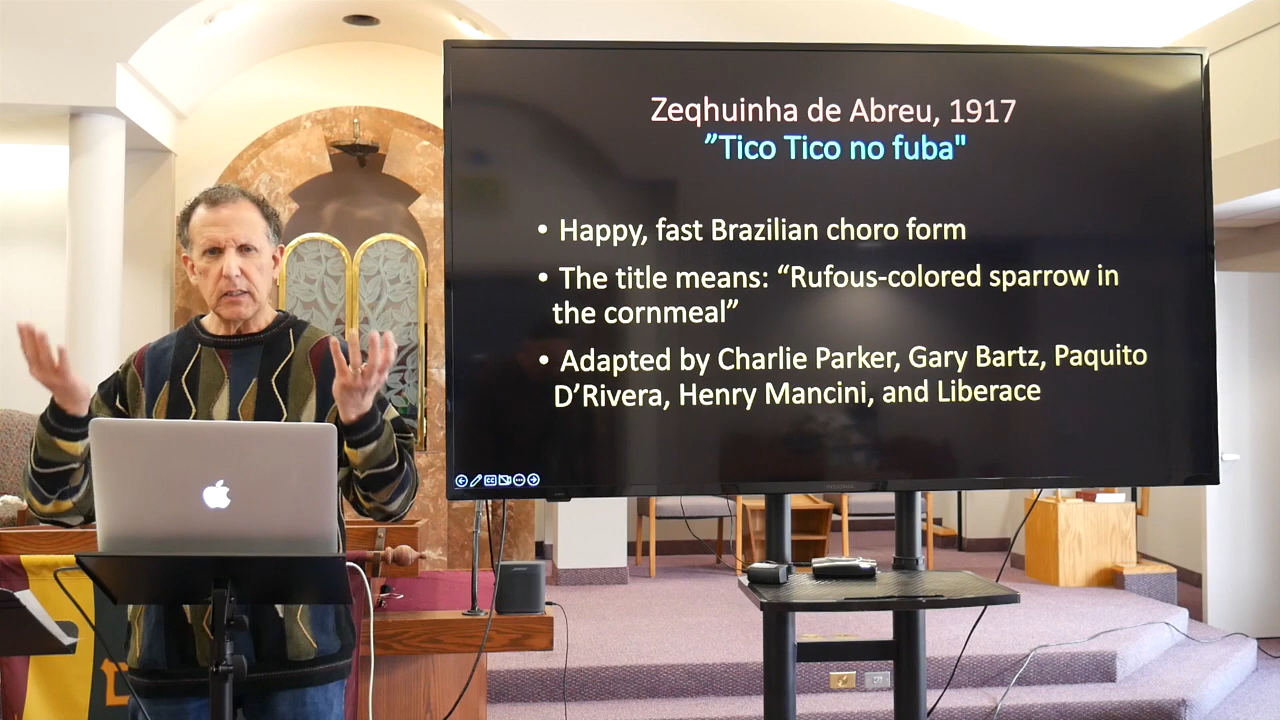 Zeqhuinha de Abreu, 1917
”Tico Tico no fuba"
• Happy, fast Brazilian choro form
• The title means: “Rufous-colored sparrow in
the cornmeal”
• Adapted by Charlie Parker, Gary Bartz, Paquito
D’Rivera, Henry Mancini, and Liberace
CC